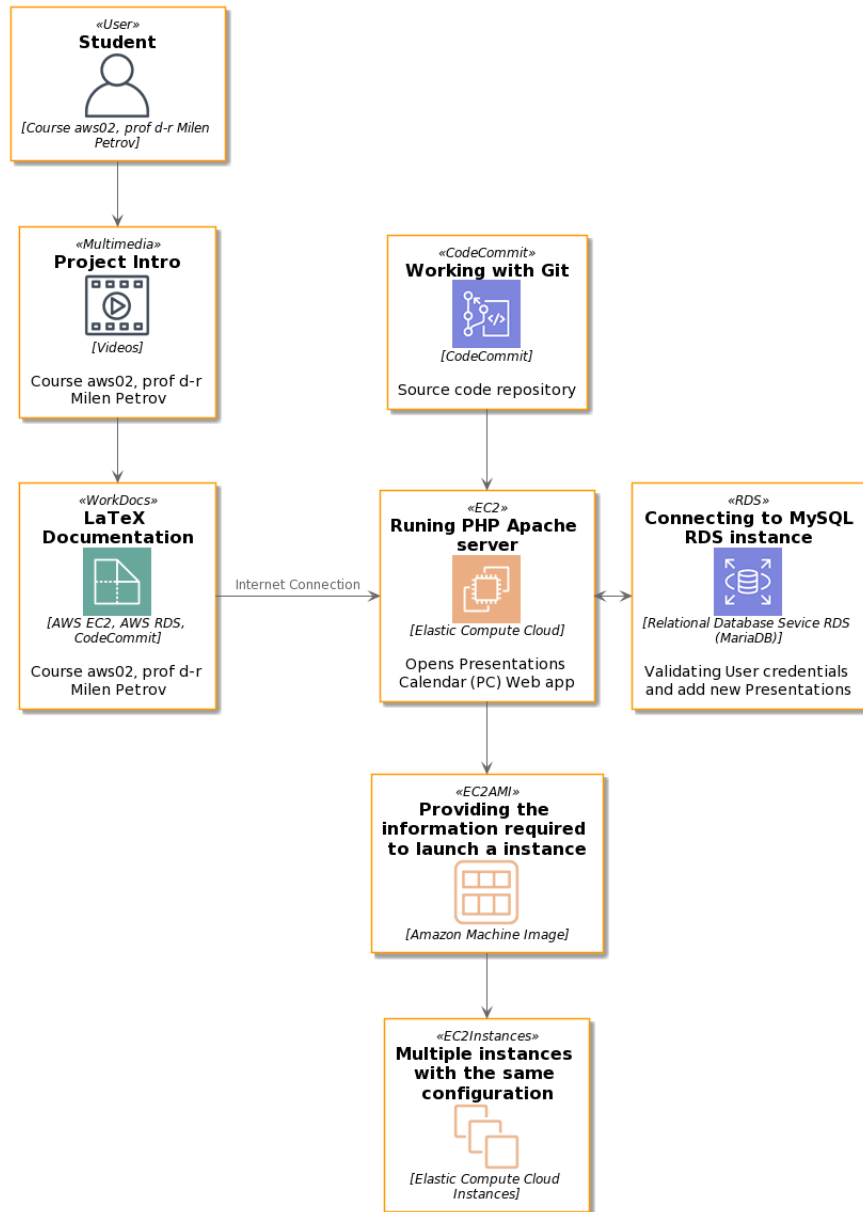 «User»
Student
[Course aws02, prof d-r Milen
Petrov]
«Multimedia»
Project Intro
[Videos]
Course aws02, prof d-r
Milen Petrov
«CodeCommit»
Working with Git
[CodeCommit]
Source code repository
«WorkDocs»
LaTeX
Documentation
[AWS EC2, AWS RDS,
CodeCommit]
Course aws02, prof d-r
Milen Petrov
Internet Connection
«EC2»
Runing PHP Apache
server
[Elastic Compute Cloud]
Opens Presentations
Calendar (PC) Web app
«RDS»
Connecting to MySQL
RDS instance
[Relational Database Sevice RDS
(MariaDB)]
Validating User credentials
and add new Presentations
«EC2AMI»
Providing the
information required
to launch a instance
[Amazon Machine Image]
«EC2Instances»
Multiple instances
with the same
configuration
[Elastic Compute Cloud
Instances]